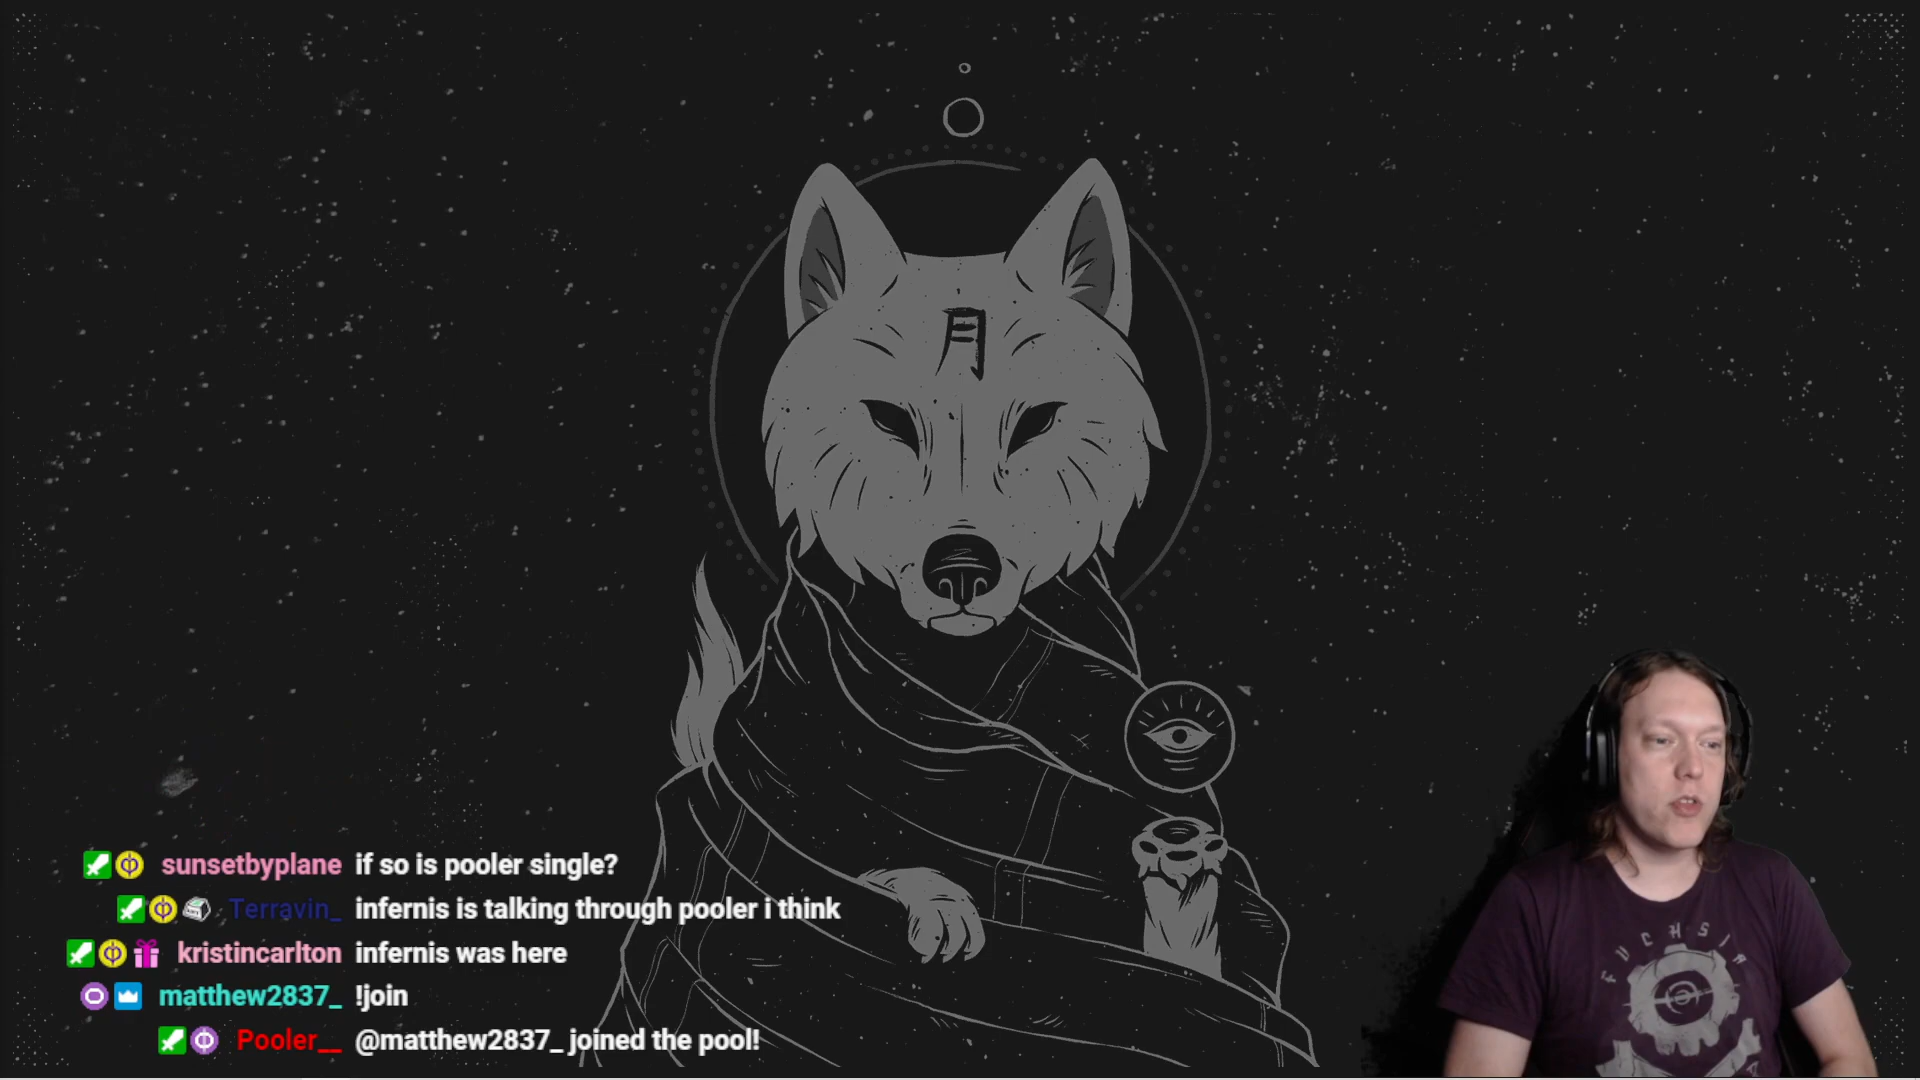 月
sunsetbyplane if so is pooler single?
Terravin_ infernis is talking through pooler i think
kristincarlton infernis was here
matthew2837_ !join
Pooler__ @matthew2837_ joined the pool!
FUCHSIA